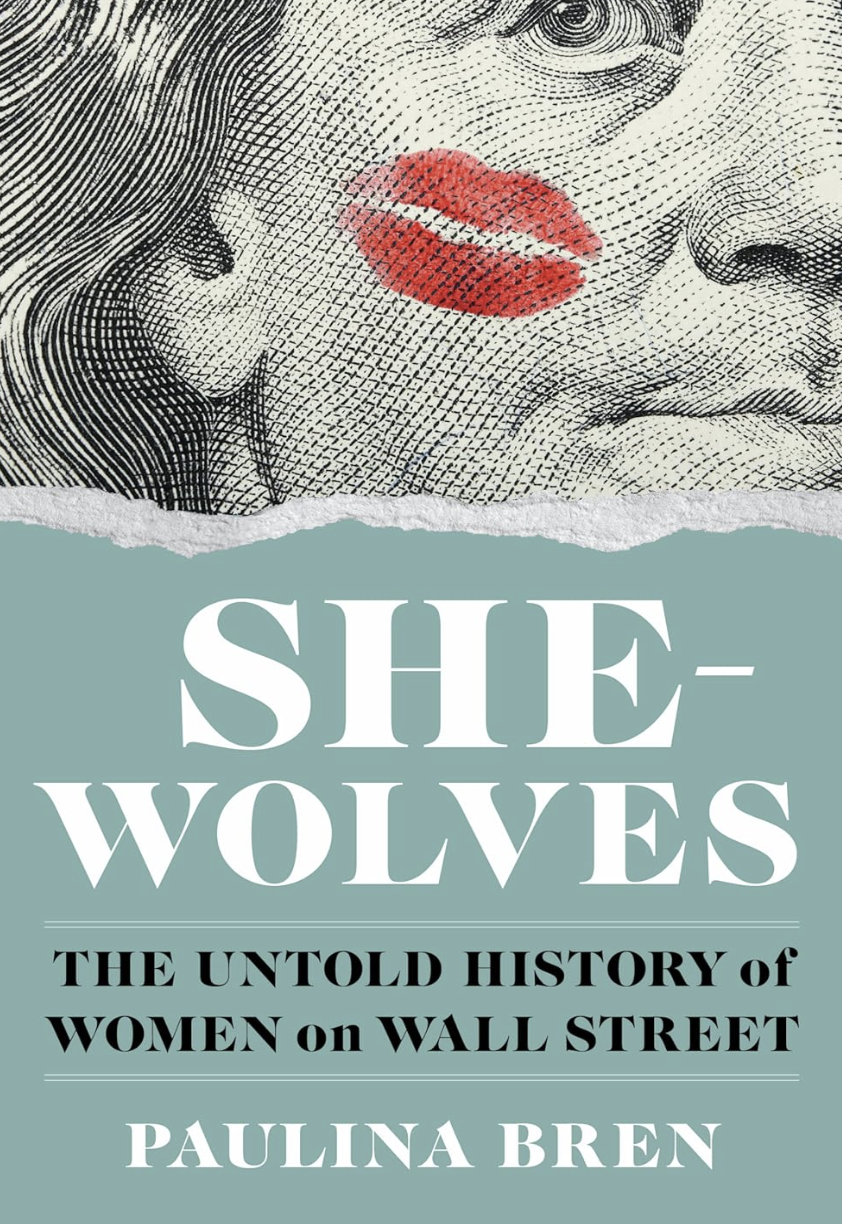 SHE-
WOLVES
THE UNTOLD HISTORY of
WOMEN on WALL STREET
PAULINA BREN